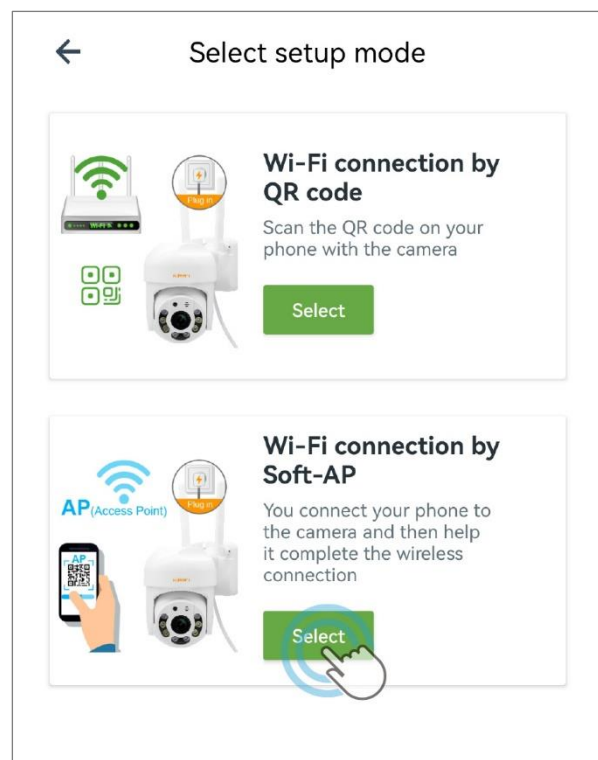 Select setup mode
Wi-Fi connection by
QR code
Scan the QR code on your
phone with the camera
Plug in
Select
Wi-Fi connection by
Soft-AP
You connect your phone to
the camera and then help
it complete the wireless
connection
AP(Access Point)
Plug in
AP
Select